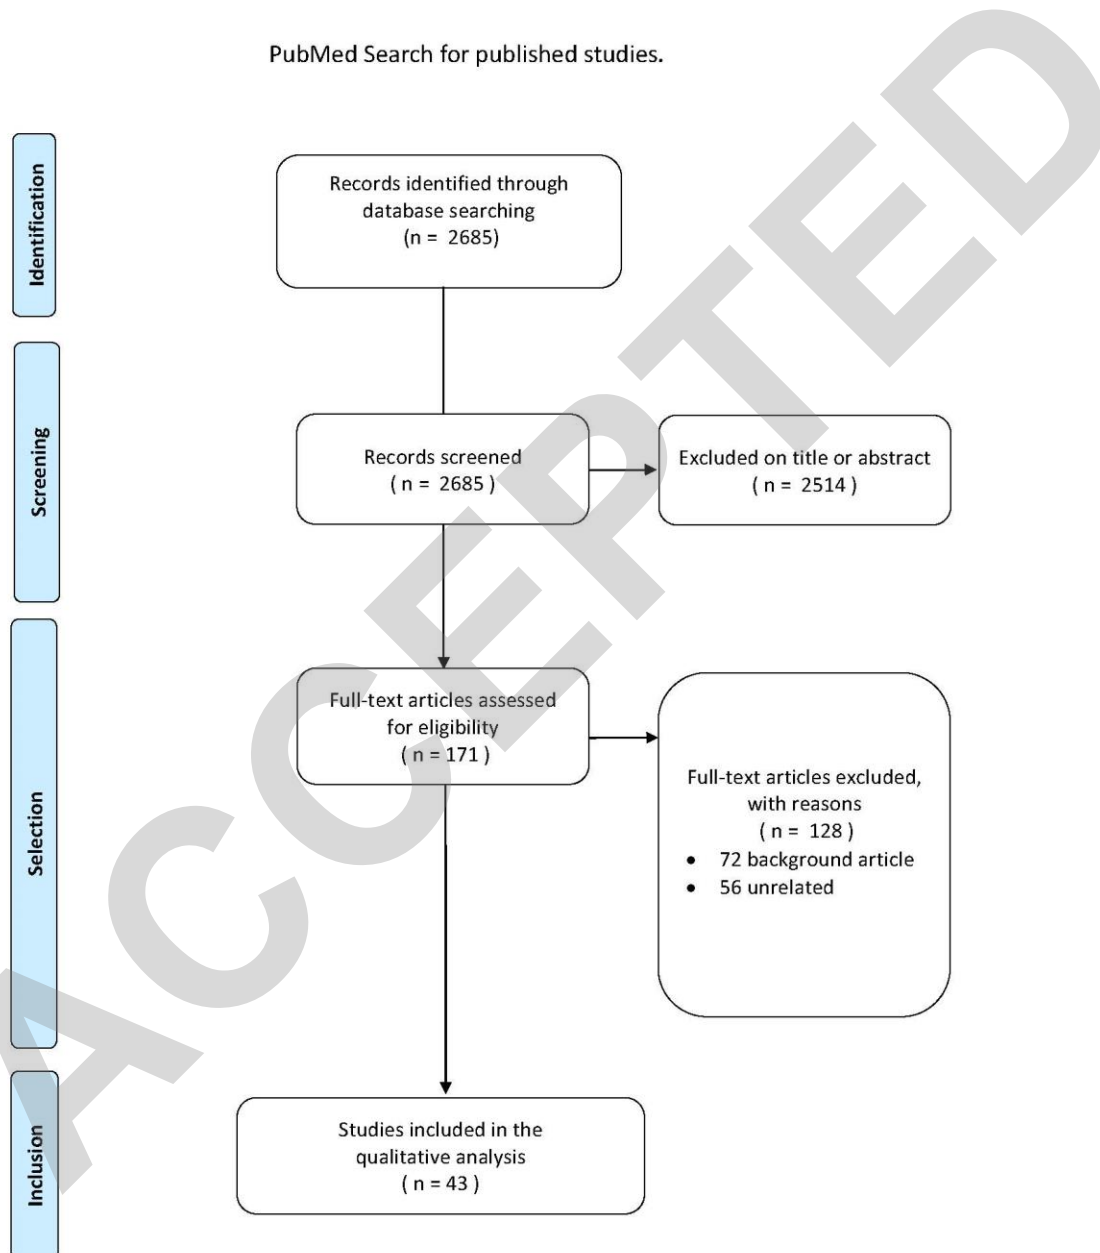 PubMed Search for published studies.
Identification
Records identified through
database searching
(n = 2685)
Screening
Records screened
( n = 2685 )
Excluded on title or abstract
( n = 2514 )
Selection
Full-text articles assessed
for eligibility
( n = 171 )
Full-text articles excluded,
with reasons
( n = 128 )
• 72 background article
• 56 unrelated
Inclusion
Studies included in the
qualitative analysis
( n = 43 )
ACCEPTED